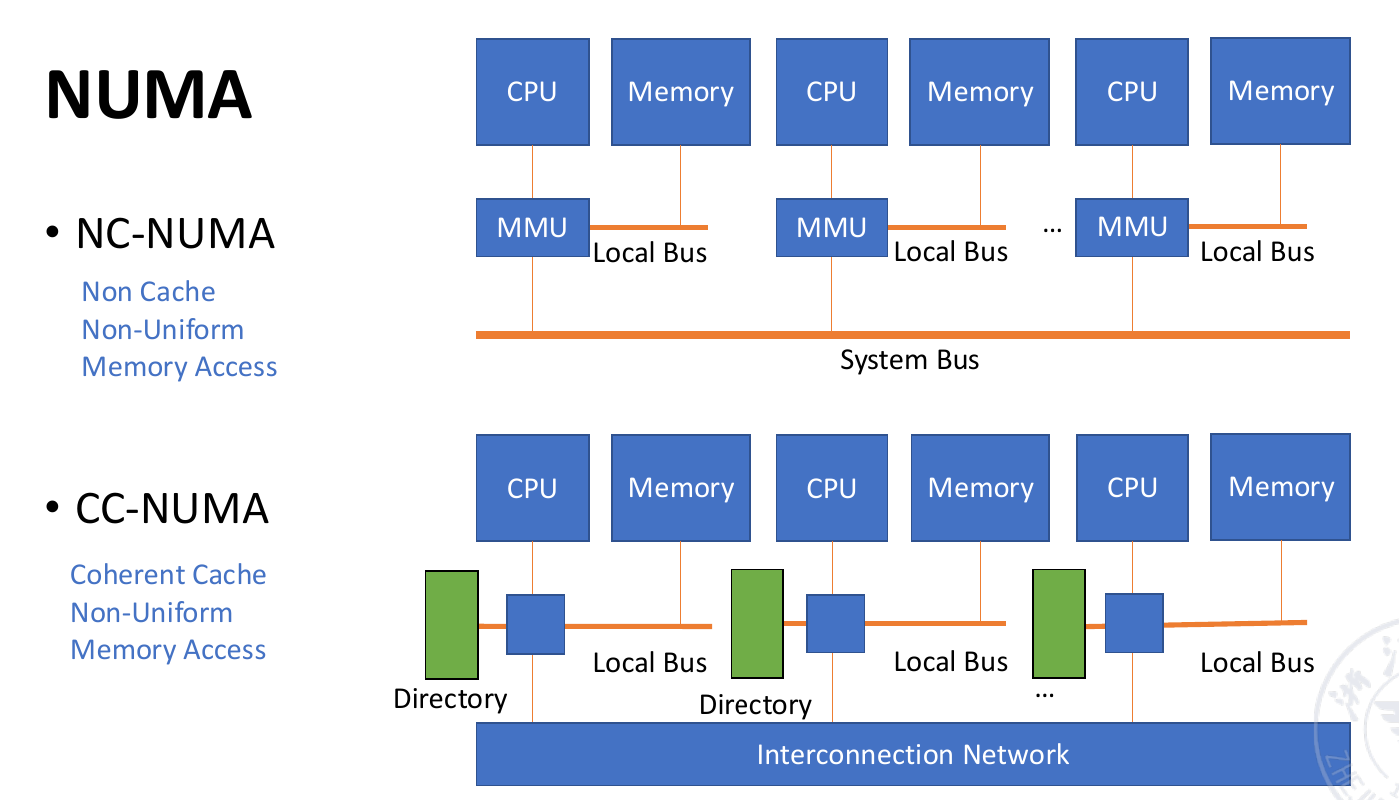 NUMA
• NC-NUMA
Non Cache
Non-Uniform
Memory Access
CPU
Memory
CPU
Memory
CPU
Memory
MMU
Local Bus
MMU
Local Bus
...
MMU
Local Bus
System Bus
• CC-NUMA
Coherent Cache
Non-Uniform
Memory Access
CPU
Memory
CPU
Memory
CPU
Memory
Directory
Local Bus
Directory
Local Bus
...
Local Bus
Interconnection Network